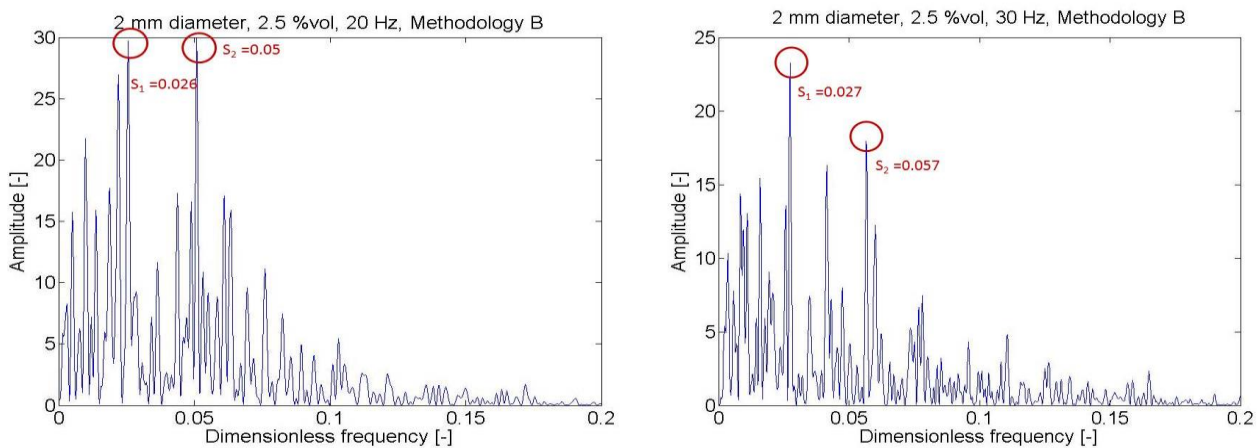 2 mm diameter, 2.5 %vol, 20 Hz, Methodology B
30
25
20
15
10
5
0
Amplitude [-]
S1 =0.026
S2 =0.05
0 0.05 0.1 0.15 0.2
Dimensionless frequency [-]
2 mm diameter, 2.5 %vol, 30 Hz, Methodology B
25
20
15
10
5
0
Amplitude [-]
S1 =0.027
S2 =0.057
0 0.05 0.1 0.15 0.2
Dimensionless frequency [-]